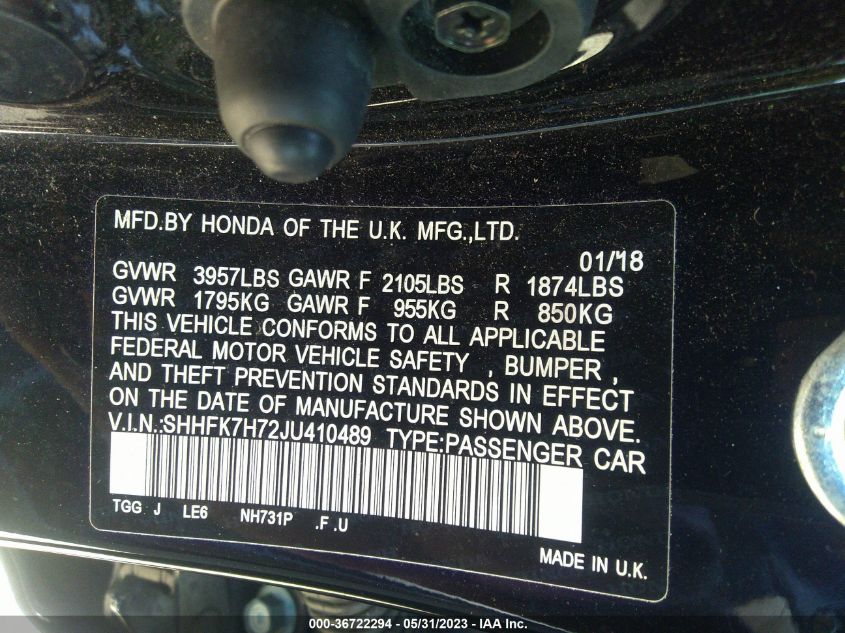 MFD.BY HONDA OF THE U.K. MFG.,LTD.
01/18
GVWR 3957LBS GAWR F 2105LBS R 1874LBS
GVWR 1795KG GAWR F 955KG R 850KG
THIS VEHICLE CONFORMS TO ALL APPLICABLE
FEDERAL MOTOR VEHICLE SAFETY , BUMPER ,
AND THEFT PREVENTION STANDARDS IN EFFECT
ON THE DATE OF MANUFACTURE SHOWN ABOVE.
V.I.N.:SHHFK7H72JU410489 TYPE:PASSENGER CAR
TGG J LE6 NH731P .F .U
MADE IN U.K.
000-36722294 - 05/31/2023 - IAA Inc.